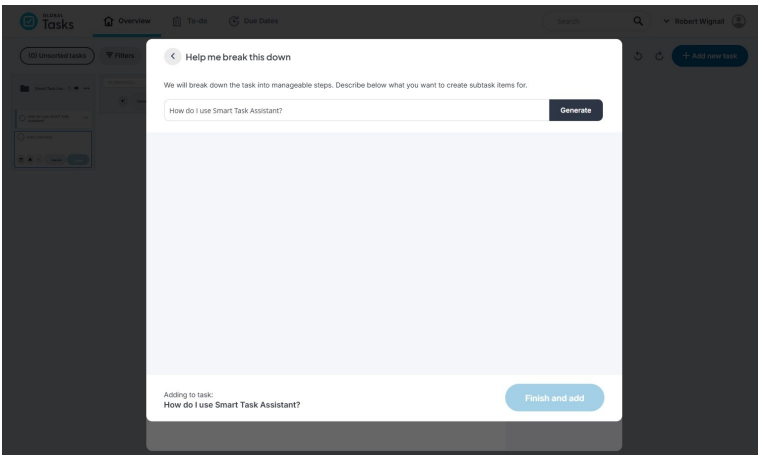 GLOBAL
Tasks
Overview
To-do
Due Dates
Search
Robert Wignall
Unsorted tasks
Filters
+ Add new task
Help me break this down
We will break down the task into manageable steps. Describe below what you want to create subtask items for.
How do I use Smart Task Assistant?
Generate
Adding to task:
How do I use Smart Task Assistant?
Finish and add